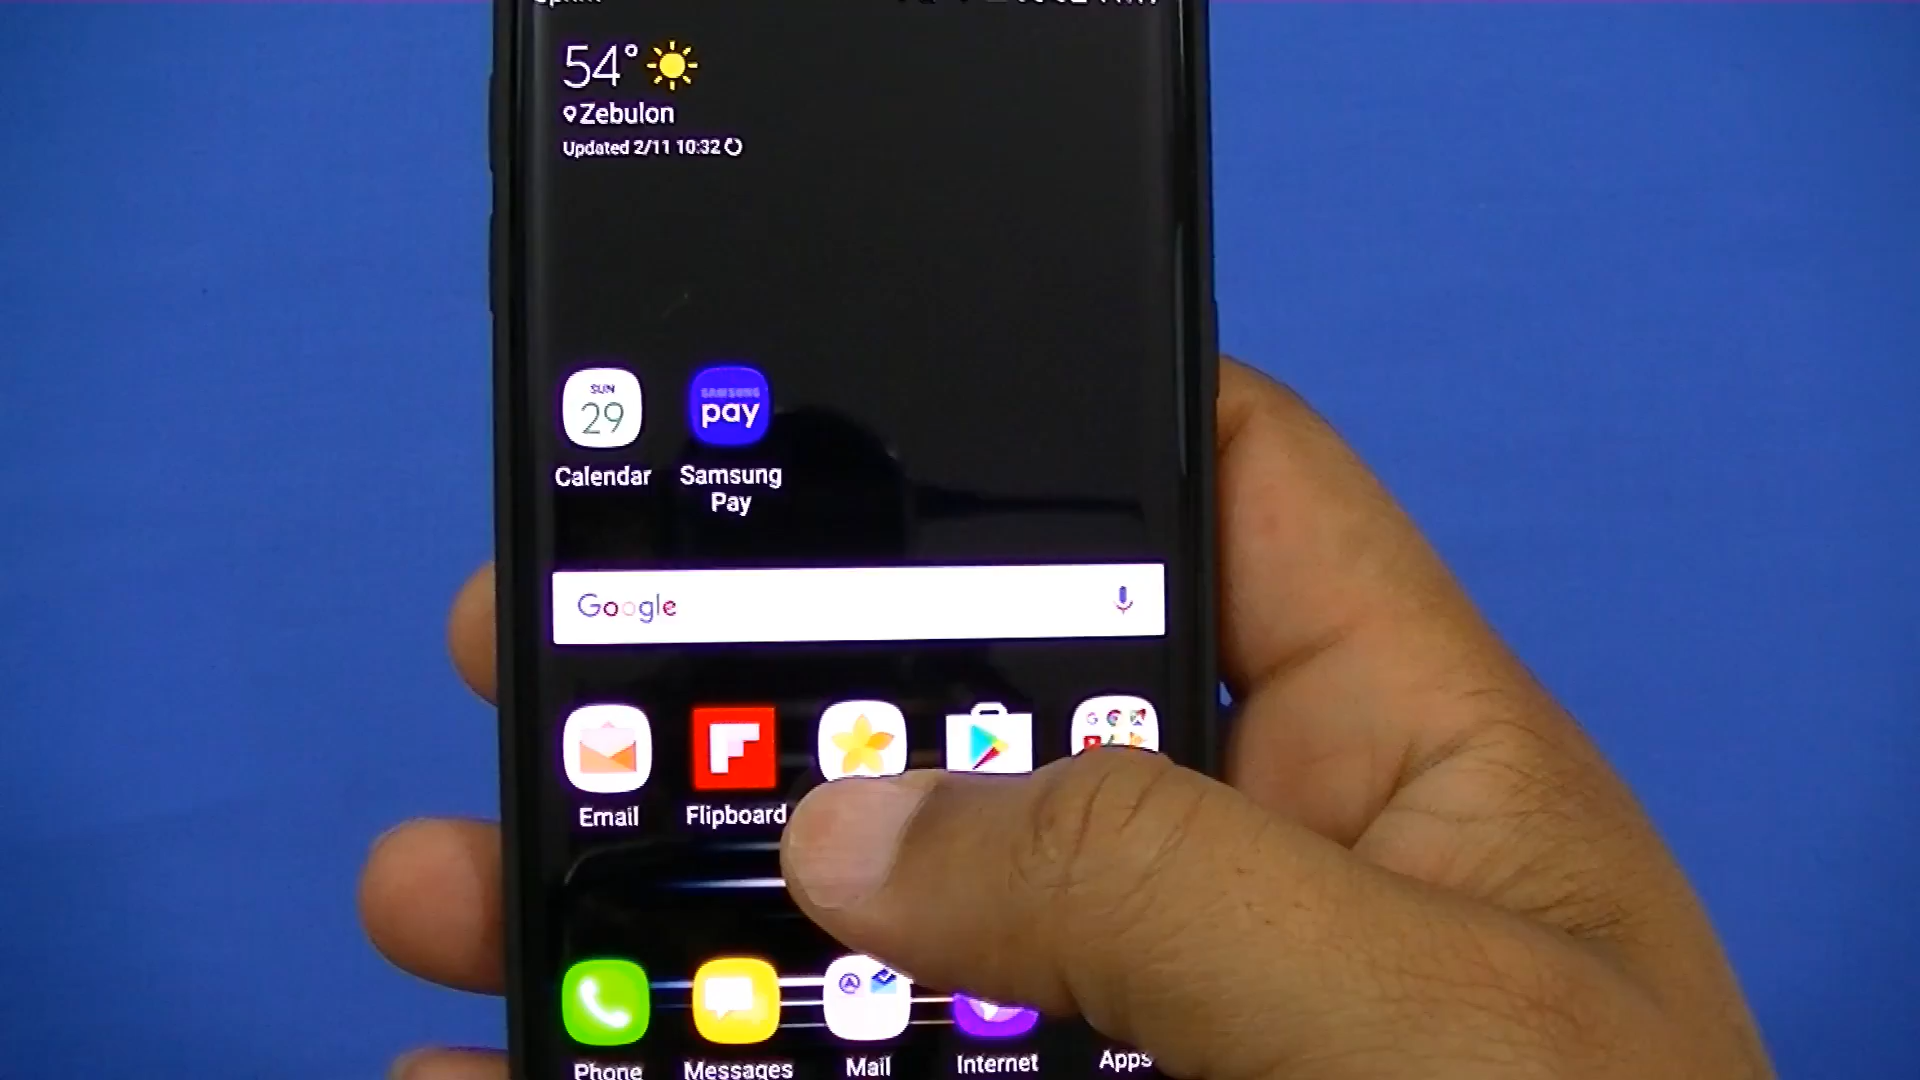 54°
Zebulon
Updated 2/11 10:32
SUN
29
SAMSUNG
pay
Calendar
Samsung
Pay
Google
Email
Flipboard
Phone
Messages
Mail
Internet
Apps